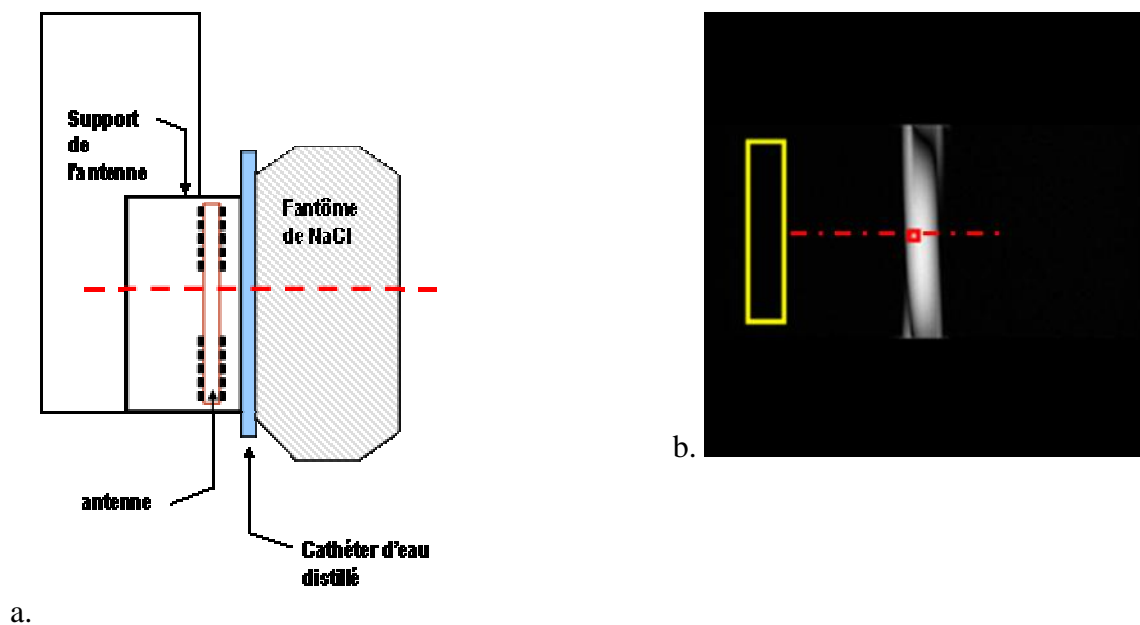 Support
de
l'antenne
Fantôme
de NaCl
antenne
Cathéter d'eau
distillé
a.
b.